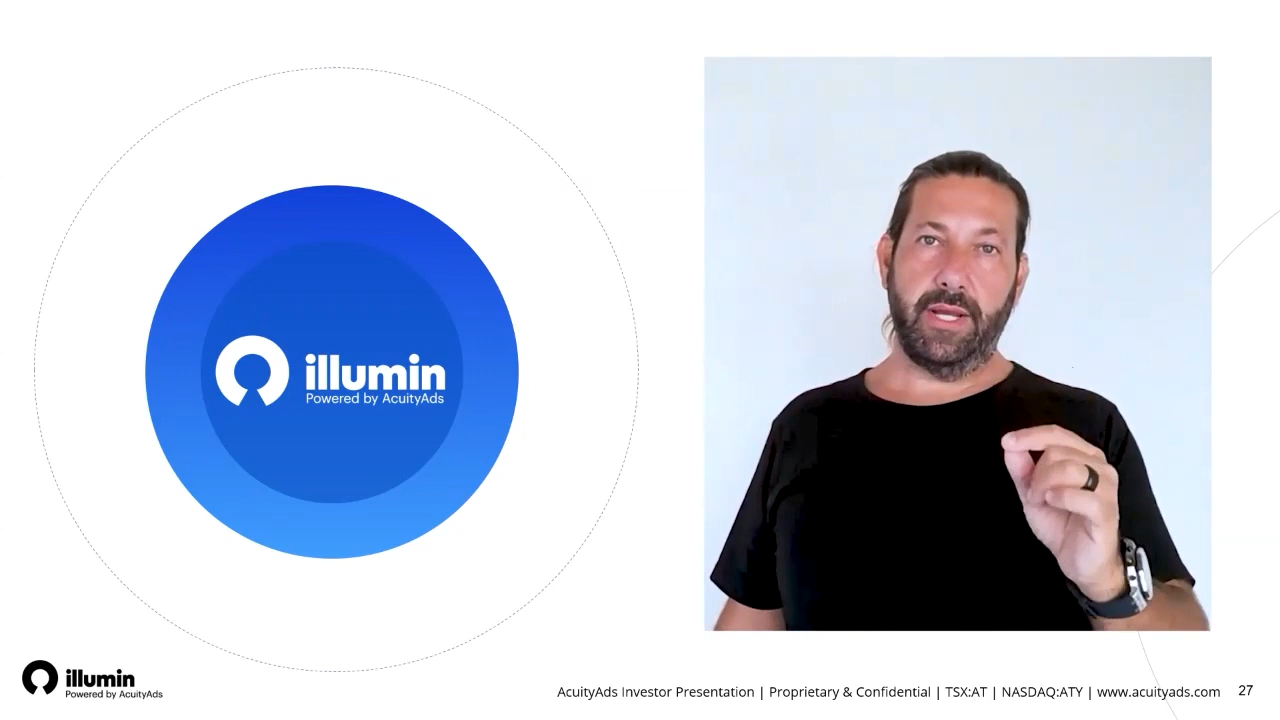 illumin
Powered by AcuityAds
illumin
Powered by AcuityAds
AcuityAds Investor Presentation | Proprietary & Confidential | TSX:AT | NASDAQ:ATY | www.acuityads.com 27